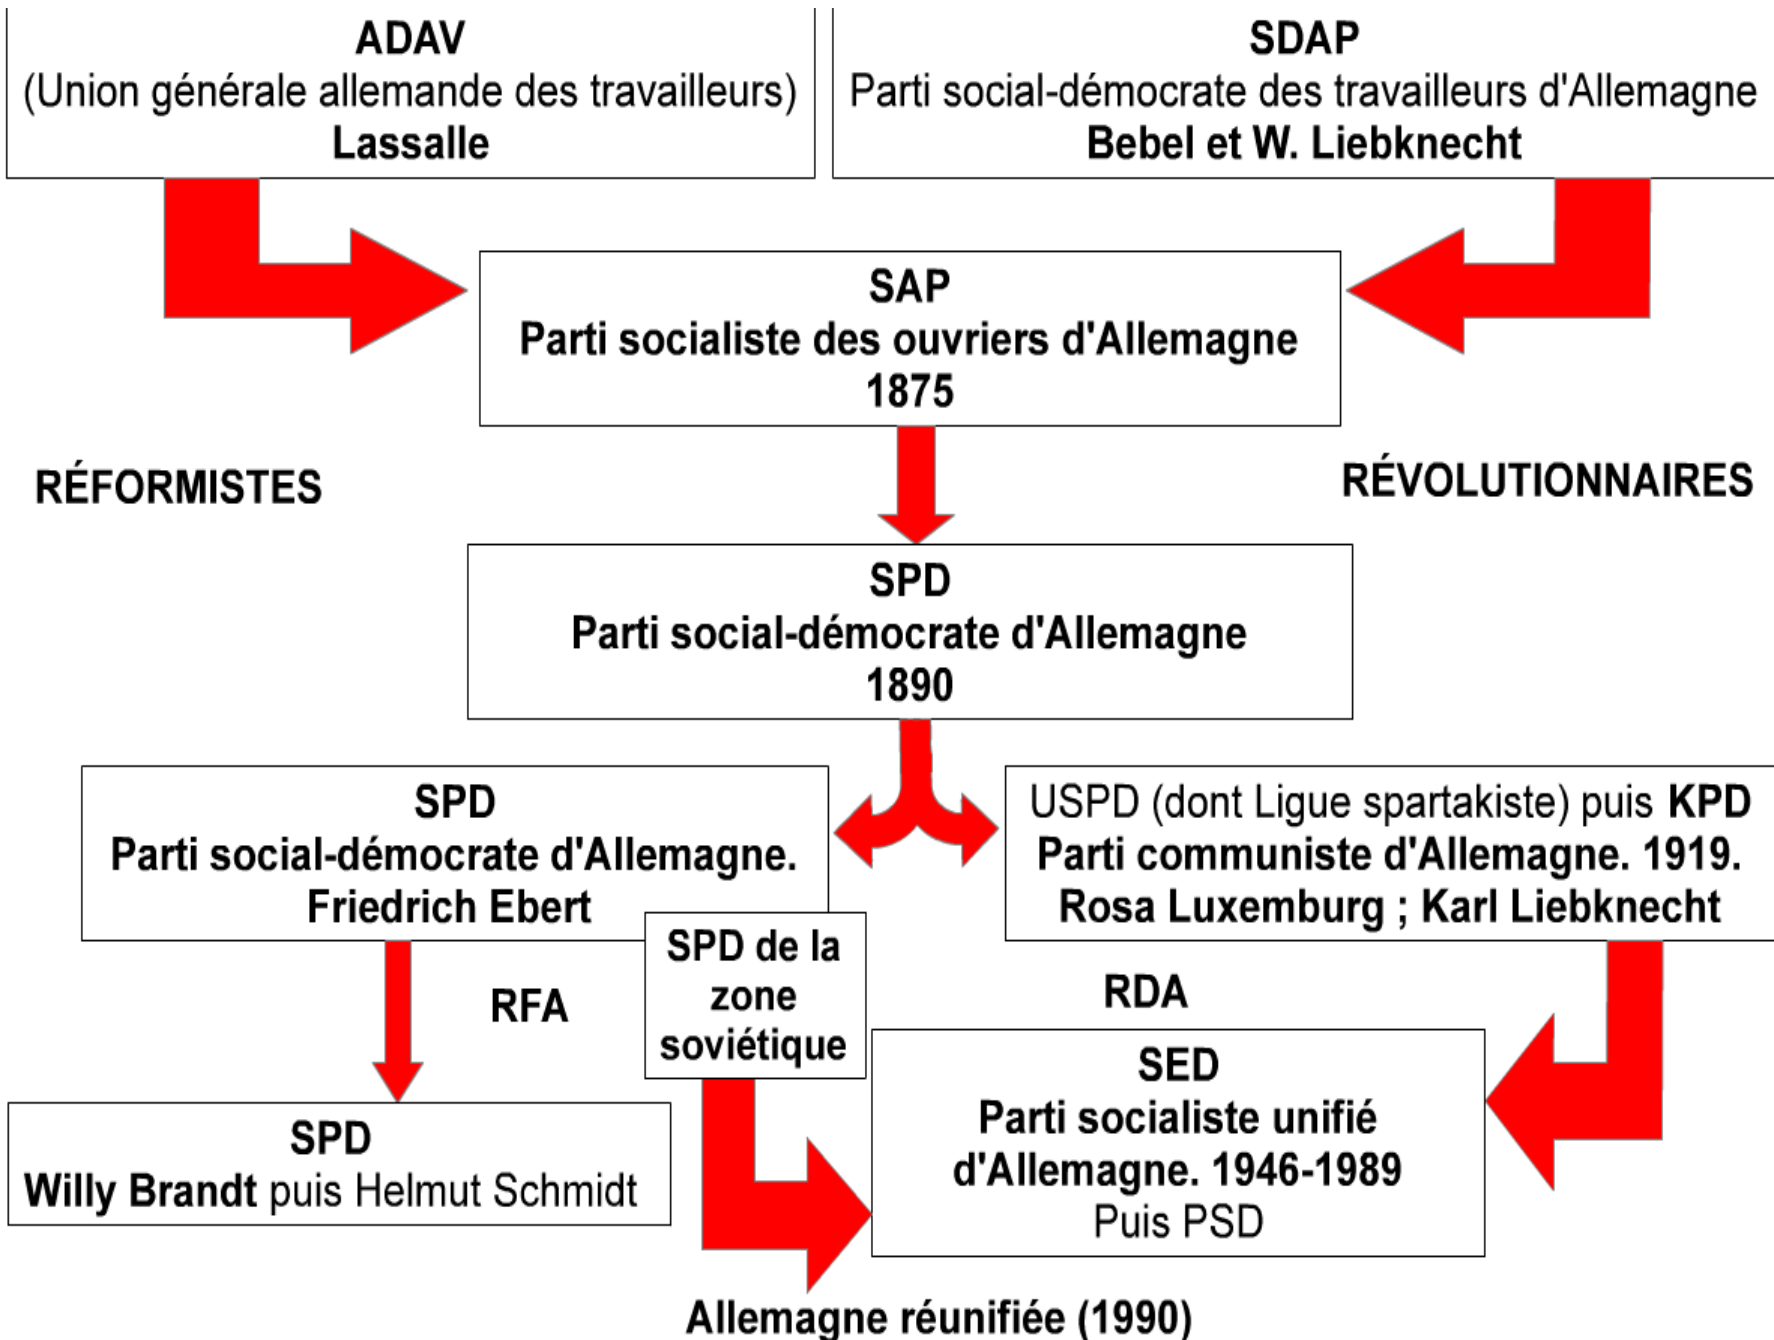 ADAV
(Union générale allemande des travailleurs)
Lassalle
SDAP
Parti social-démocrate des travailleurs d'Allemagne
Bebel et W. Liebknecht
SAP
Parti socialiste des ouvriers d'Allemagne
1875
RÉFORMISTES
RÉVOLUTIONNAIRES
SPD
Parti social-démocrate d'Allemagne
1890
SPD
Parti social-démocrate d'Allemagne.
Friedrich Ebert
USPD (dont Ligue spartakiste) puis KPD
Parti communiste d'Allemagne. 1919.
Rosa Luxemburg ; Karl Liebknecht
SPD de la
zone
soviétique
RFA
RDA
SPD
Willy Brandt puis Helmut Schmidt
SED
Parti socialiste unifié
d'Allemagne. 1946-1989
Puis PSD
Allemagne réunifiée (1990)